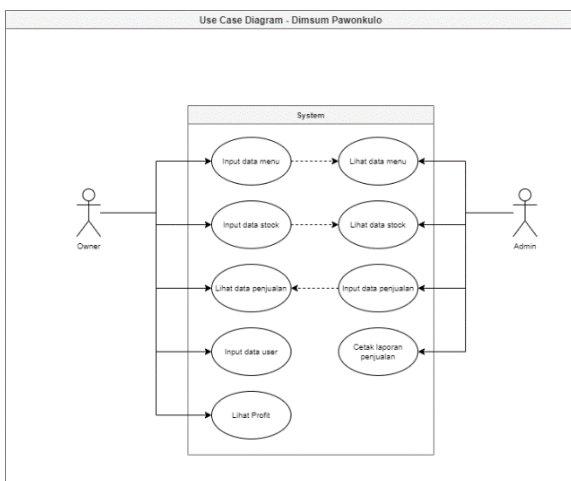 Use Case Diagram - Dimsum Pawonkulo
System
Input data menu
Lihat data menu
Owner
Input data stock
Lihat data stock
Admin
Lihat data penjualan
Input data penjualan
Input data user
Cetak laporan
penjualan
Lihat Profit